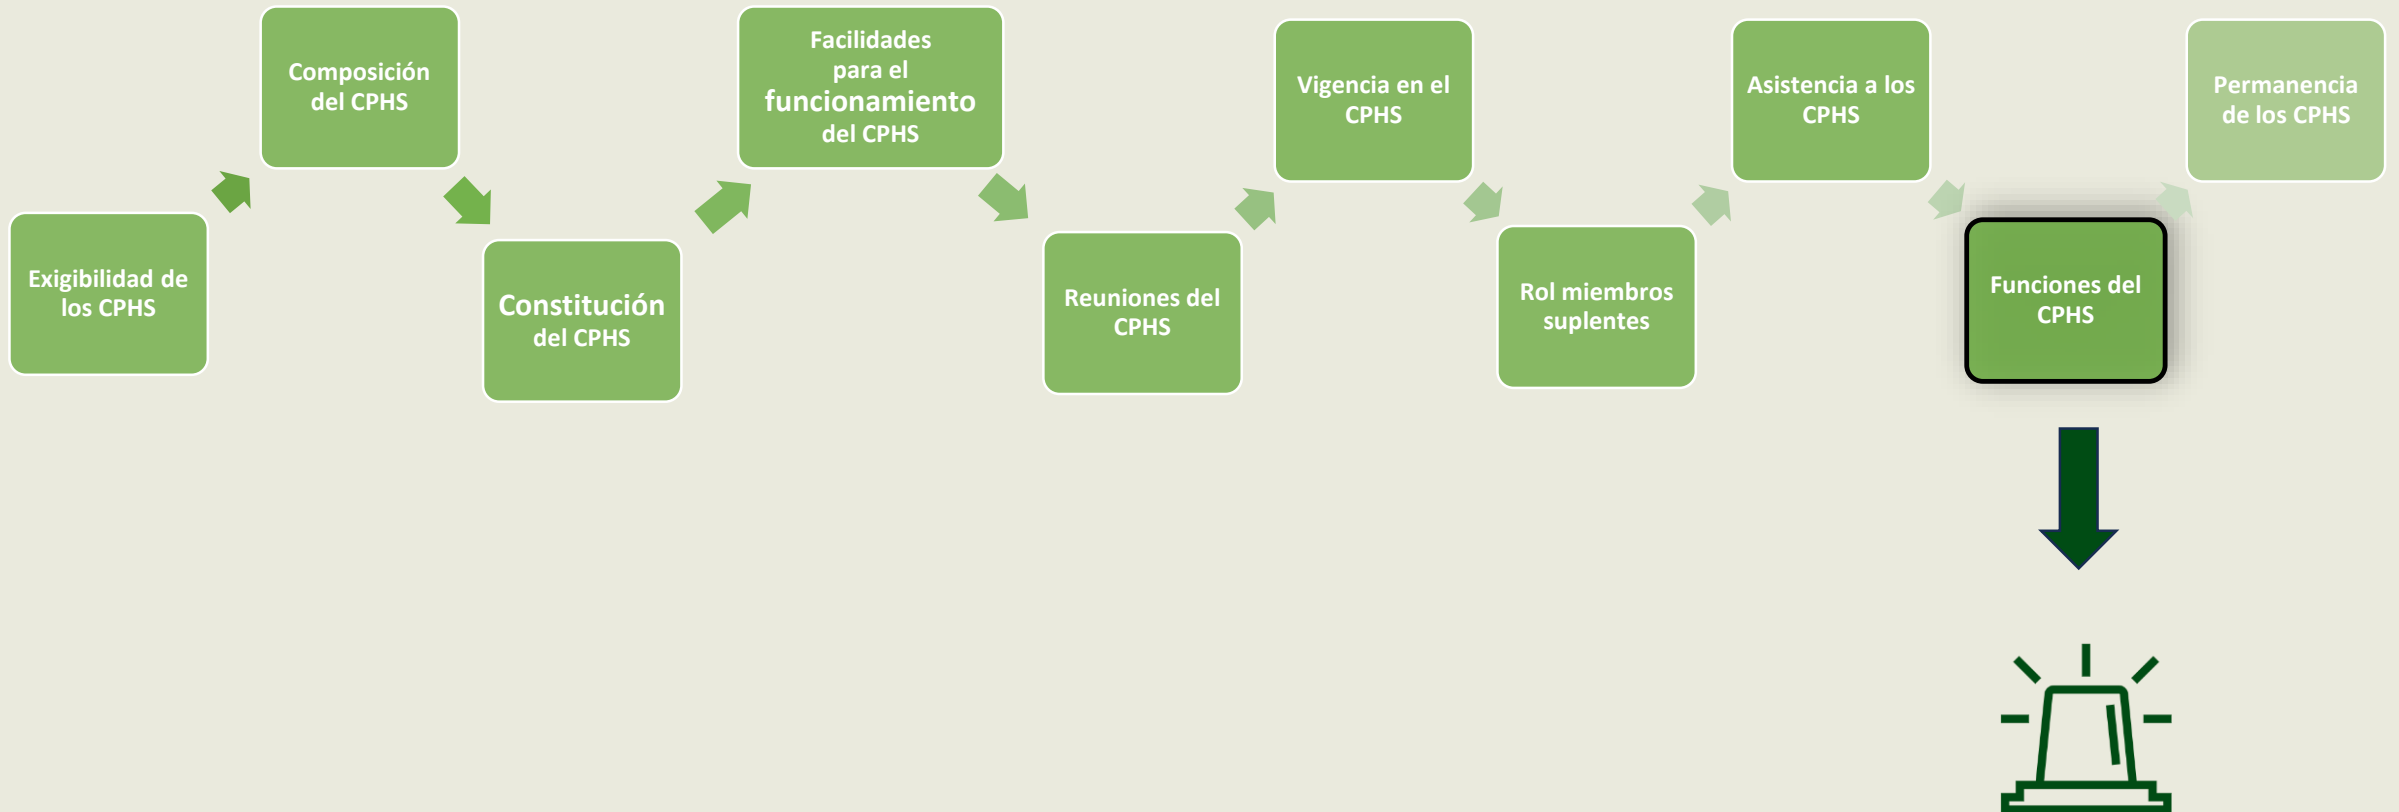 Exigibilidad de
los CPHS
Composición
del CPHS
Constitución
del CPHS
Facilidades
para el
funcionamiento
del CPHS
Reuniones del
CPHS
Vigencia en el
CPHS
Rol miembros
suplentes
Asistencia a los
CPHS
Funciones del
CPHS
Permanencia
de los CPHS